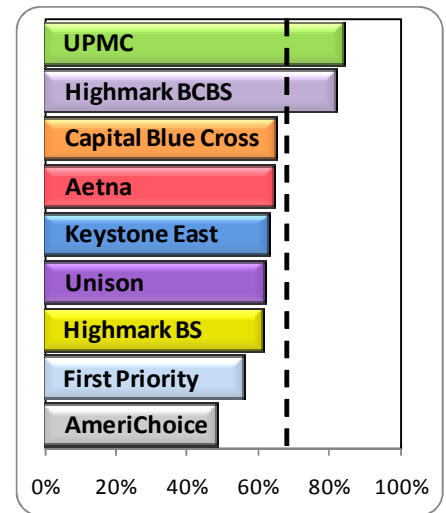 UPMC
Highmark BCBS
Capital Blue Cross
Aetna
Keystone East
Unison
Highmark BS
First Priority
AmeriChoice
0% 20% 40% 60% 80% 100%